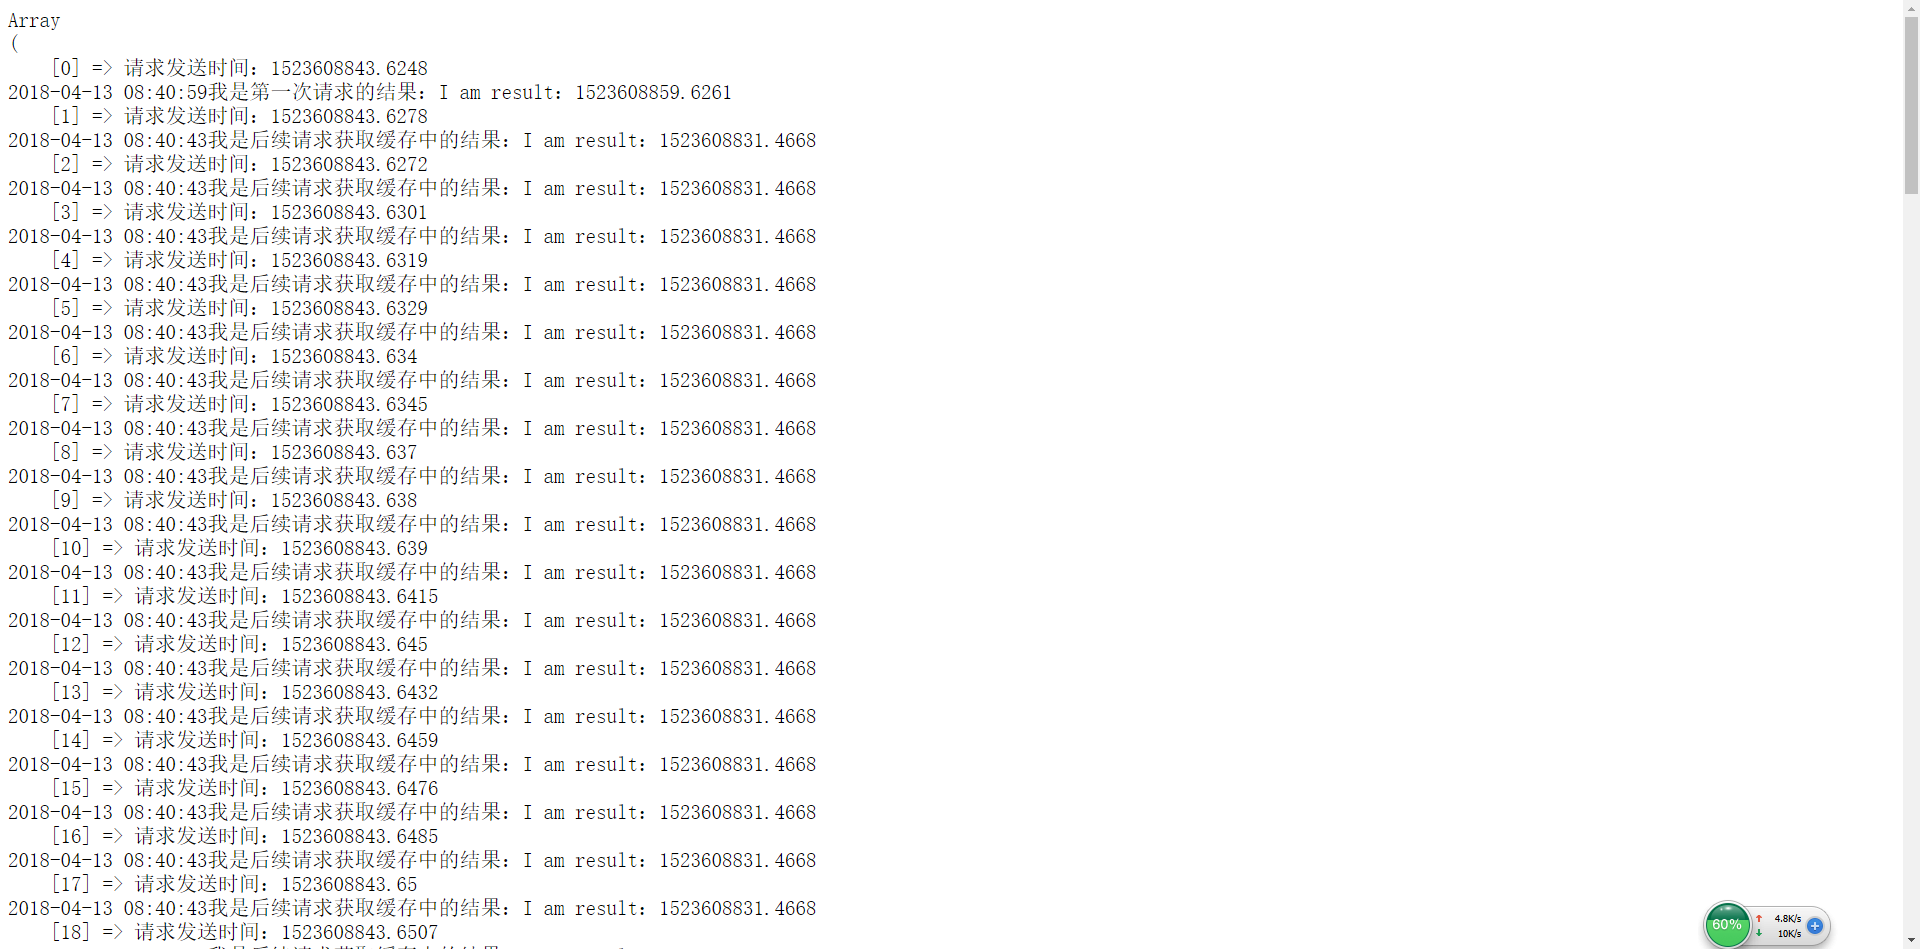 Array
(
[0] => 请求发送时间：1523608843.6248
2018-04-13 08:40:59我是第一次请求的结果：I am result：1523608859.6261
[1] => 请求发送时间：1523608843.6278
2018-04-13 08:40:43我是后续请求获取缓存中的结果：I am result：1523608831.4668
[2] => 请求发送时间：1523608843.6272
2018-04-13 08:40:43我是后续请求获取缓存中的结果：I am result：1523608831.4668
[3] => 请求发送时间：1523608843.6301
2018-04-13 08:40:43我是后续请求获取缓存中的结果：I am result：1523608831.4668
[4] => 请求发送时间：1523608843.6319
2018-04-13 08:40:43我是后续请求获取缓存中的结果：I am result：1523608831.4668
[5] => 请求发送时间：1523608843.6329
2018-04-13 08:40:43我是后续请求获取缓存中的结果：I am result：1523608831.4668
[6] => 请求发送时间：1523608843.634
2018-04-13 08:40:43我是后续请求获取缓存中的结果：I am result：1523608831.4668
[7] => 请求发送时间：1523608843.6345
2018-04-13 08:40:43我是后续请求获取缓存中的结果：I am result：1523608831.4668
[8] => 请求发送时间：1523608843.637
2018-04-13 08:40:43我是后续请求获取缓存中的结果：I am result：1523608831.4668
[9] => 请求发送时间：1523608843.638
2018-04-13 08:40:43我是后续请求获取缓存中的结果：I am result：1523608831.4668
[10] => 请求发送时间：1523608843.639
2018-04-13 08:40:43我是后续请求获取缓存中的结果：I am result：1523608831.4668
[11] => 请求发送时间：1523608843.6415
2018-04-13 08:40:43我是后续请求获取缓存中的结果：I am result：1523608831.4668
[12] => 请求发送时间：1523608843.645
2018-04-13 08:40:43我是后续请求获取缓存中的结果：I am result：1523608831.4668
[13] => 请求发送时间：1523608843.6432
2018-04-13 08:40:43我是后续请求获取缓存中的结果：I am result：1523608831.4668
[14] => 请求发送时间：1523608843.6459
2018-04-13 08:40:43我是后续请求获取缓存中的结果：I am result：1523608831.4668
[15] => 请求发送时间：1523608843.6476
2018-04-13 08:40:43我是后续请求获取缓存中的结果：I am result：1523608831.4668
[16] => 请求发送时间：1523608843.6485
2018-04-13 08:40:43我是后续请求获取缓存中的结果：I am result：1523608831.4668
[17] => 请求发送时间：1523608843.65
2018-04-13 08:40:43我是后续请求获取缓存中的结果：I am result：1523608831.4668
[18] => 请求发送时间：1523608843.6507
60%
4.8K/s
10K/s